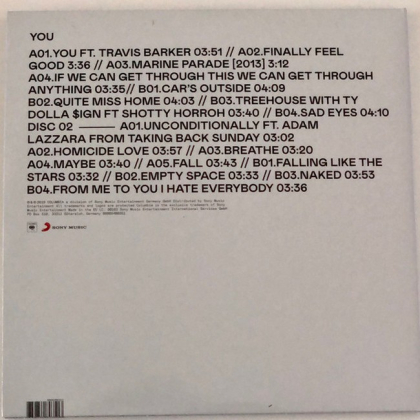 YOU
A01.YOU FT. TRAVIS BARKER 03:51 // A02.FINALLY FEEL
GOOD 3:36 // A03.MARINE PARADE [2013] 3:12
A04.IF WE CAN GET THROUGH THIS WE CAN GET THROUGH
ANYTHING 03:35// B01.CAR'S OUTSIDE 04:09
B02.QUITE MISS HOME 04:03 // B03.TREEHOUSE WITH TY
DOLLA $IGN FT SHOTTY HORROH 03:40 // B04.SAD EYES 04:10
DISC 02 ——— A01.UNCONDITIONALLY FT. ADAM
LAZZARA FROM TAKING BACK SUNDAY 03:02
A02.HOMICIDE LOVE 03:57 // A03.BREATHE 03:20
A04.MAYBE 03:40 // A05.FALL 03:43 // B01.FALLING LIKE THE
STARS 03:32 // B02.EMPTY SPACE 03:33 // B03.NAKED 03:53
B04.FROM ME TO YOU I HATE EVERYBODY 03:36
SONY MUSIC